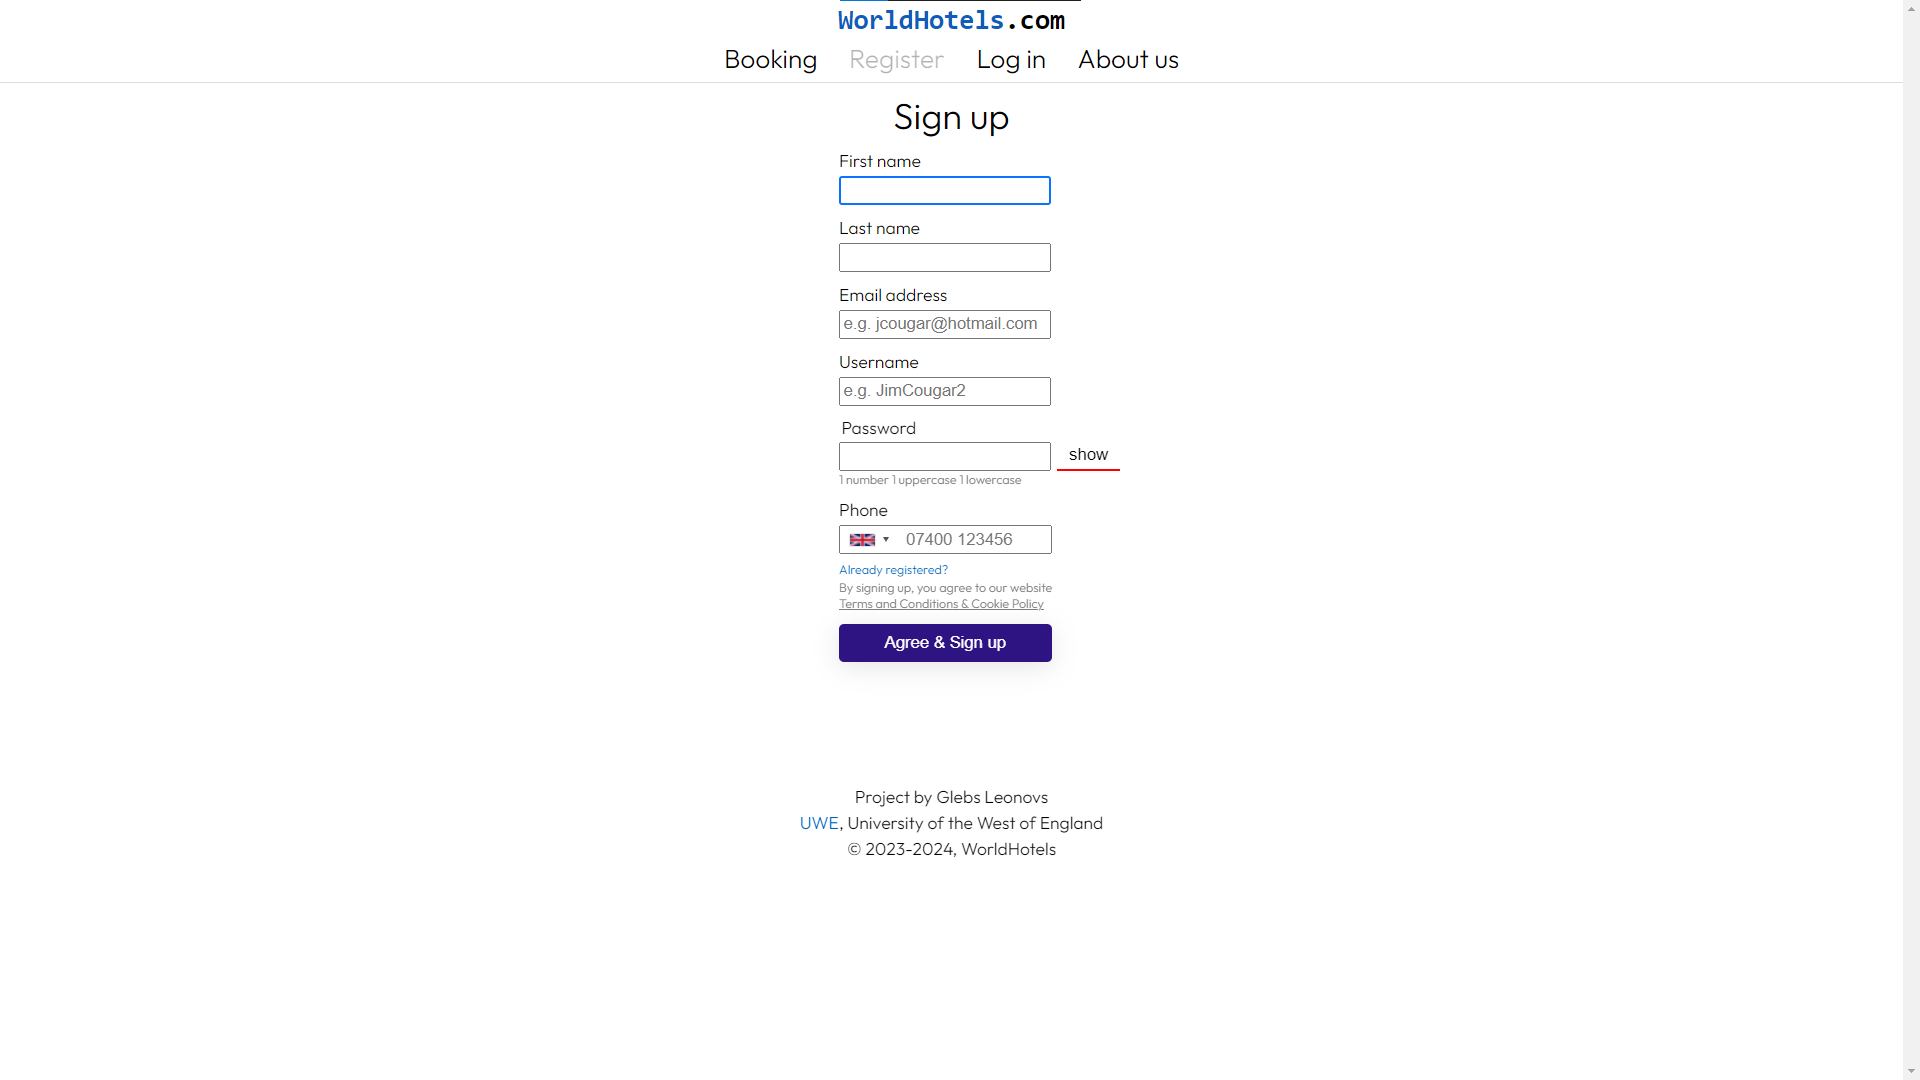 WorldHotels.com
Booking Register Log in About us
Sign up
First name
Last name
Email address
e.g. jcougar@hotmail.com
Username
e.g. JimCougar2
Password
show
1 number 1 uppercase 1 lowercase
Phone
07400 123456
Already registered?
By signing up, you agree to our website
Terms and Conditions & Cookie Policy
Agree & Sign up
Project by Glebs Leonovs
UWE, University of the West of England
© 2023-2024, WorldHotels